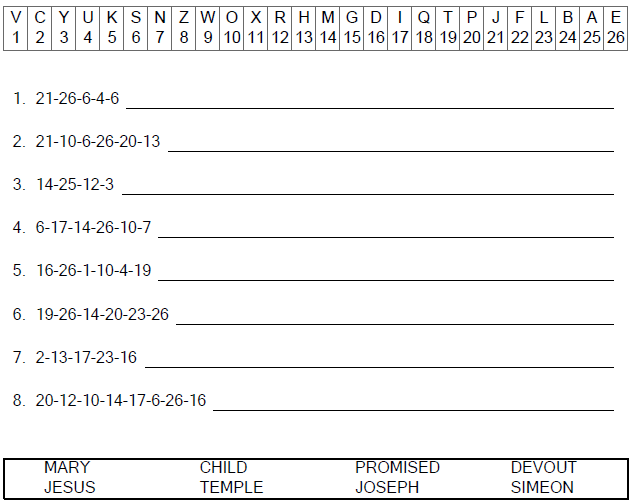 V C Y U K S N Z W O X R H M G D I Q T P J F L B A E
1 2 3 4 5 6 7 8 9 10 11 12 13 14 15 16 17 18 19 20 21 22 23 24 25 26
1. 21-26-6-4-6
2. 21-10-6-26-20-13
3. 14-25-12-3
4. 6-17-14-26-10-7
5. 16-26-1-10-4-19
6. 19-26-14-20-23-26
7. 2-13-17-23-16
8. 20-12-10-14-17-6-26-16
MARY CHILD PROMISED DEVOUT
JESUS TEMPLE JOSEPH SIMEON